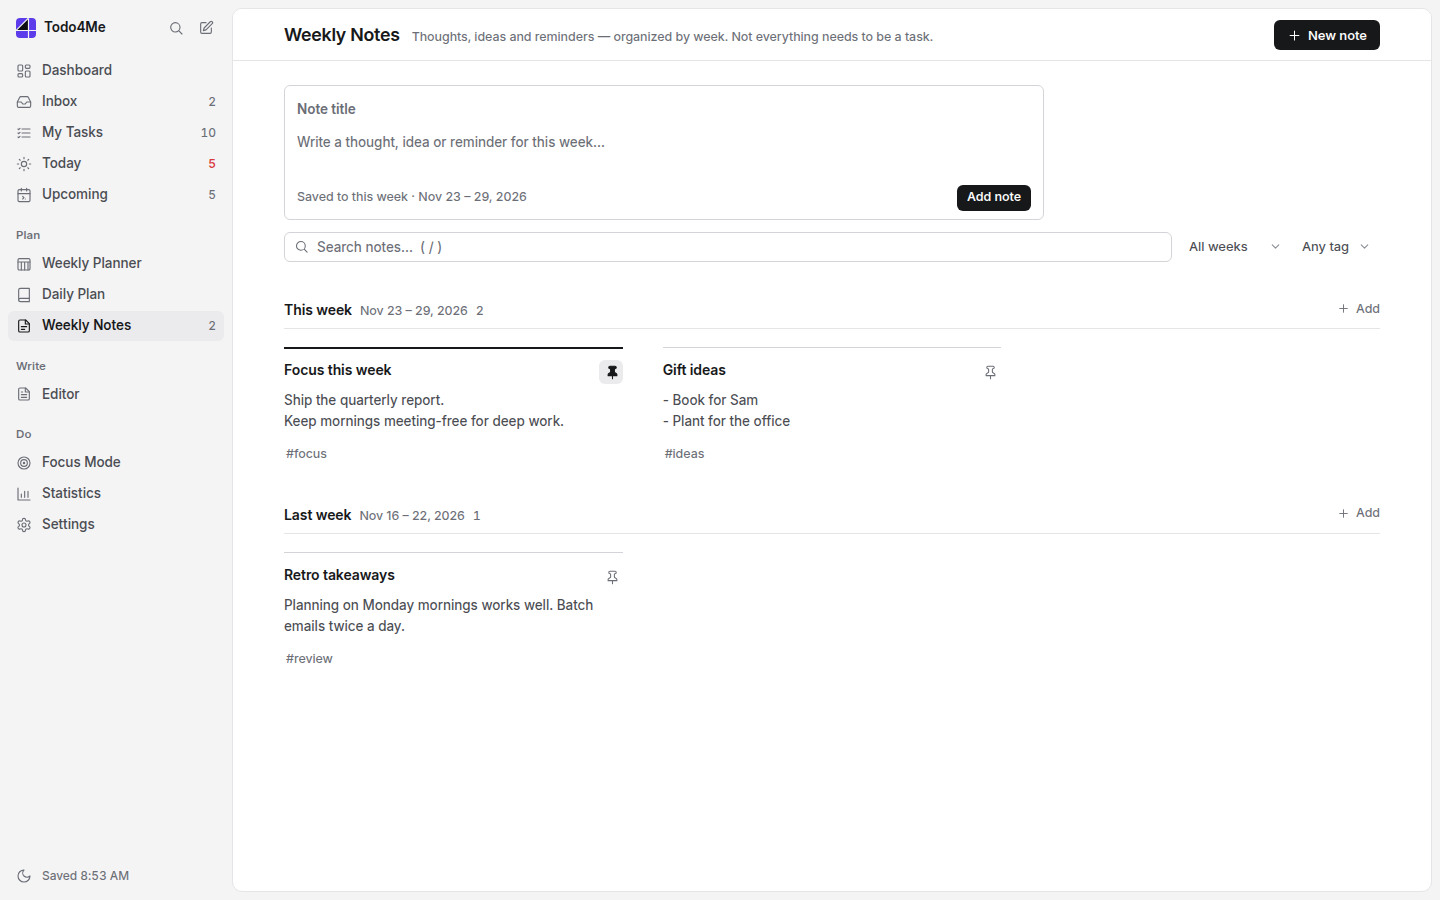 Todo4Me
Dashboard
Inbox 2
My Tasks 10
Today 5
Upcoming 5
Plan
Weekly Planner
Daily Plan
Weekly Notes 2
Write
Editor
Do
Focus Mode
Statistics
Settings
Saved 8:53 AM
Weekly Notes Thoughts, ideas and reminders — organized by week. Not everything needs to be a task.
New note
Note title
Write a thought, idea or reminder for this week...
Saved to this week · Nov 23 – 29, 2026
Add note
Search notes... ( / )
All weeks
Any tag
This week Nov 23 – 29, 2026 2
Add
Focus this week
Ship the quarterly report.
Keep mornings meeting-free for deep work.
#focus
Gift ideas
- Book for Sam
- Plant for the office
#ideas
Last week Nov 16 – 22, 2026 1
Add
Retro takeaways
Planning on Monday mornings works well. Batch
emails twice a day.
#review